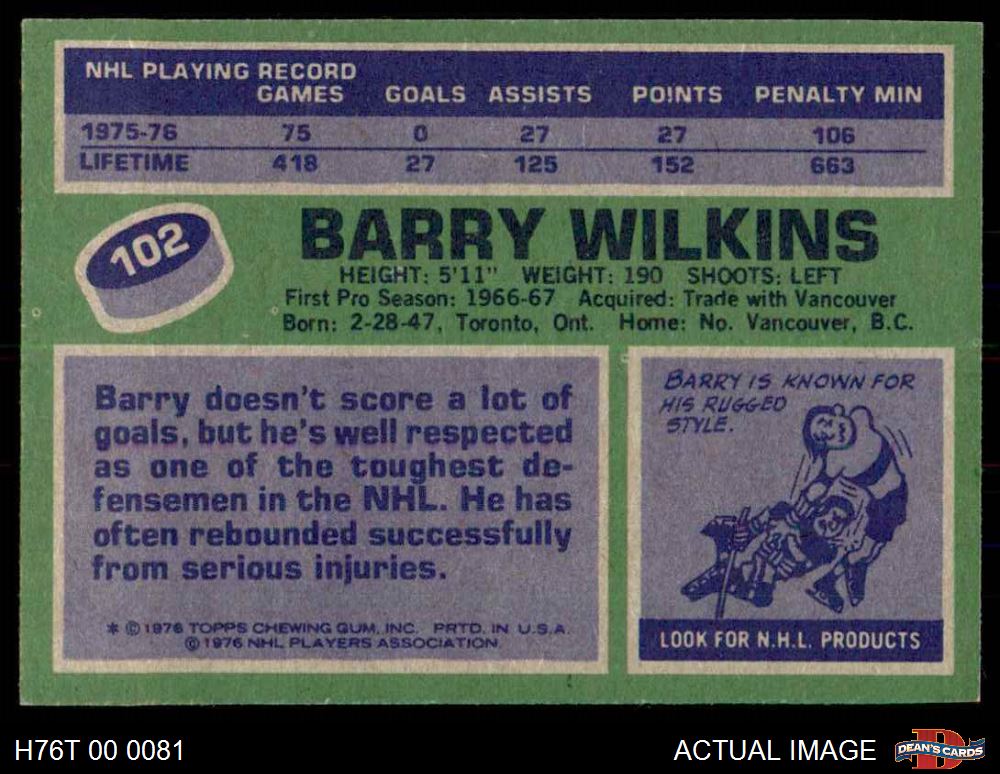 NHL PLAYING RECORD
GAMES GOALS ASSISTS POINTS PENALTY MIN
1975-76 75 0 27 27 106
LIFETIME 418 27 125 152 663
102
BARRY WILKINS
HEIGHT: 5'11" WEIGHT: 190 SHOOTS: LEFT
First Pro Season: 1966-67 Acquired: Trade with Vancouver
Born: 2-28-47, Toronto, Ont. Home: No. Vancouver, B.C.
Barry doesn't score a lot of
goals, but he's well respected
as one of the toughest de-
fensemen in the NHL. He has
often rebounded successfully
from serious injuries.
* © 1976 TOPPS CHEWING GUM, INC. PRTD. IN U.S.A.
© 1976 NHL PLAYERS ASSOCIATION
BARRY IS KNOWN FOR
HIS RUGGED
STYLE.
LOOK FOR N.H.L. PRODUCTS
H76T 00 0081
ACTUAL IMAGE
D
DEAN'S CARDS